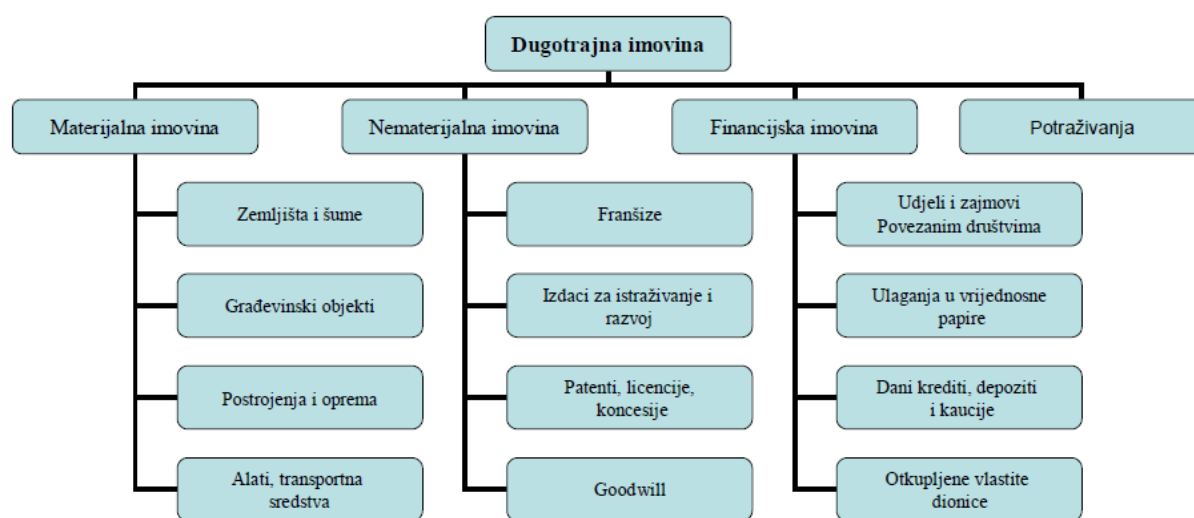 Dugotrajna imovina
Materijalna imovina
Nematerijalna imovina
Financijska imovina
Potraživanja
Zemljišta i šume
Franšize
Udjeli i zajmovi
Povezanim društvima
Građevinski objekti
Izdaci za istraživanje i
razvoj
Ulaganja u vrijednosne
papire
Postrojenja i oprema
Patenti, licencije,
koncesije
Dani krediti, depoziti
i kaucije
Alati, transportna
sredstva
Goodwill
Otkupljene vlastite
dionice